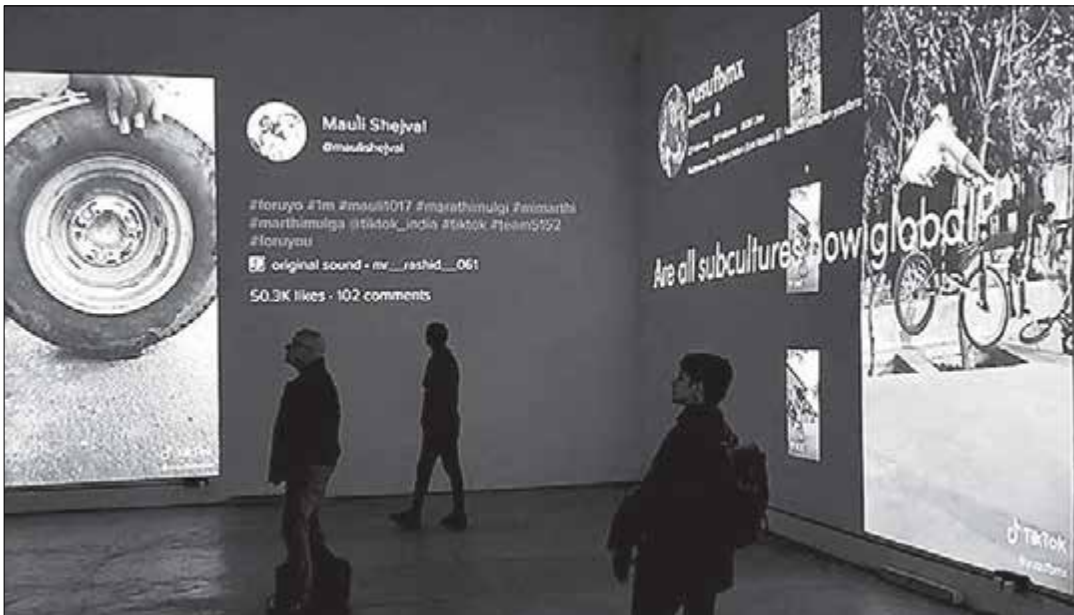 Mauli Shejval
@maulishejval
#foruyo #1m #mauli1017 #marathimulgi #mimarthi
#marthimulga @tiktok_india #tiktok #team5152
#foruyou
original sound - mr__rashid__061
50.3K likes - 102 comments
yusufbmx
Are all subcultures now global?
TikTok